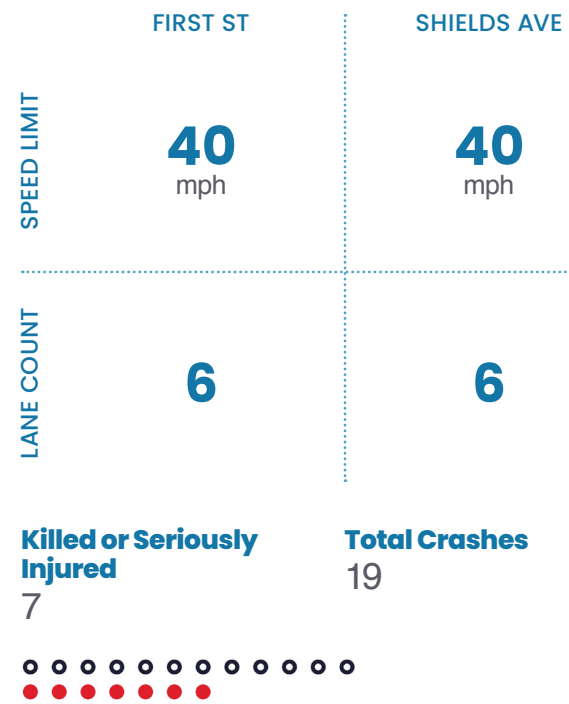 FIRST ST
SHIELDS AVE
SPEED LIMIT
40
mph
40
mph
LANE COUNT
6
6
Killed or Seriously
Injured
7
Total Crashes
19